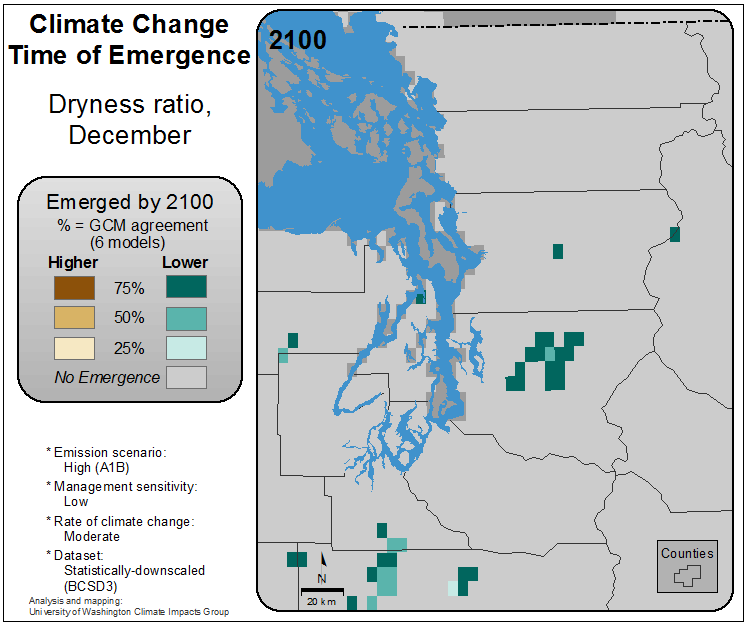 Climate Change
Time of Emergence
Dryness ratio,
December
Emerged by 2100
% = GCM agreement
(6 models)
Higher Lower
75%
50%
25%
No Emergence
* Emission scenario:
High (A1B)
* Management sensitivity:
Low
* Rate of climate change:
Moderate
* Dataset:
Statistically-downscaled
(BCSD3)
Analysis and mapping:
University of Washington Climate Impacts Group
2100
N
20 km
Counties